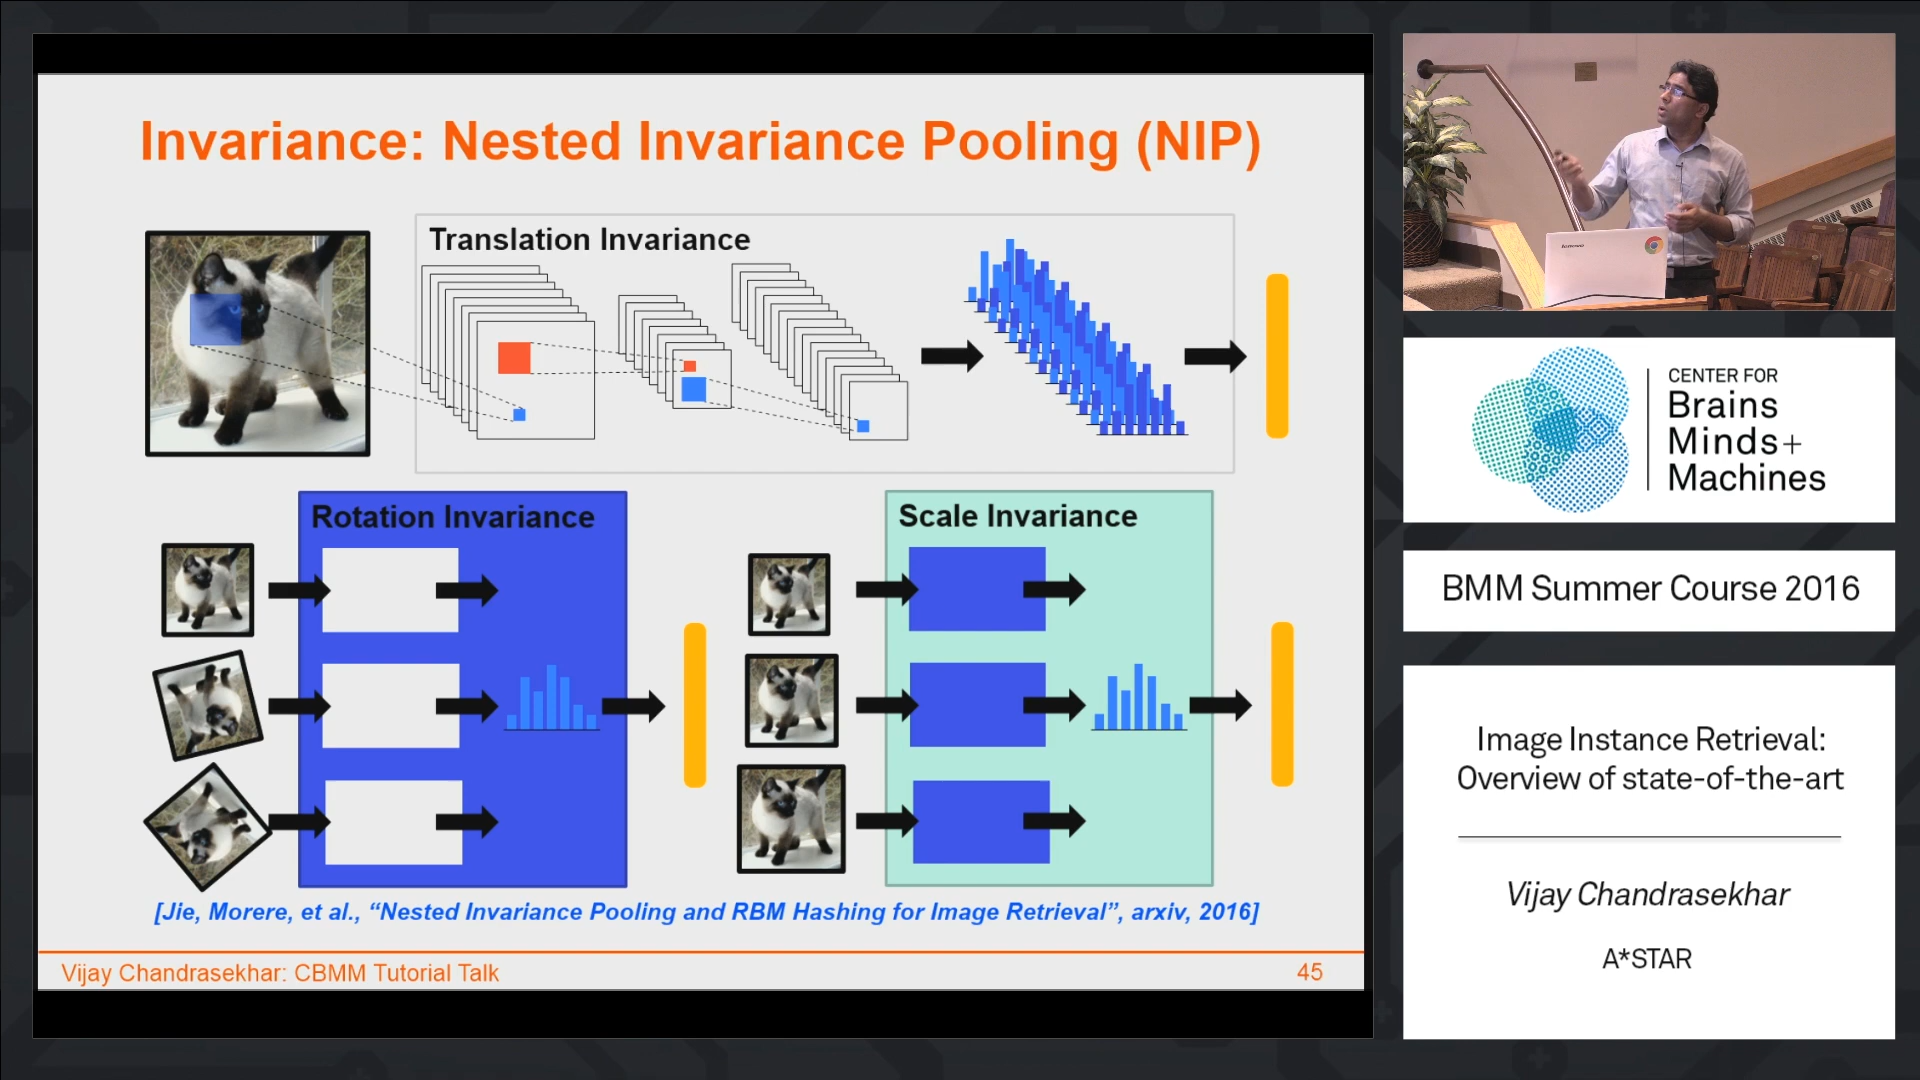 Invariance: Nested Invariance Pooling (NIP)
Translation Invariance
Rotation Invariance
Scale Invariance
[Jie, Morere, et al., “Nested Invariance Pooling and RBM Hashing for Image Retrieval”, arxiv, 2016]
Vijay Chandrasekhar: CBMM Tutorial Talk
45
lenovo
CENTER FOR
Brains
Minds+
Machines
BMM Summer Course 2016
Image Instance Retrieval:
Overview of state-of-the-art
Vijay Chandrasekhar
A*STAR